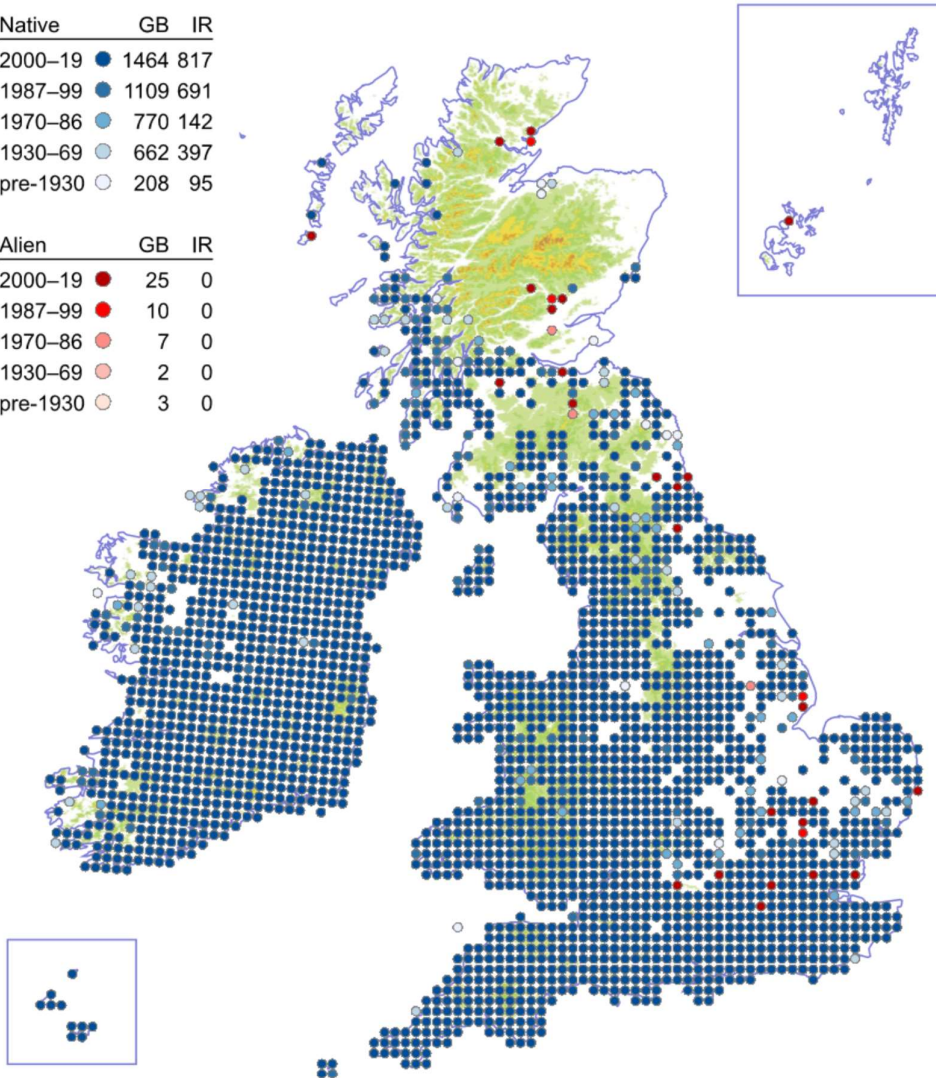 Native GB IR
2000–19 1464 817
1987–99 1109 691
1970–86 770 142
1930–69 662 397
pre-1930 208 95
Alien GB IR
2000–19 25 0
1987–99 10 0
1970–86 7 0
1930–69 2 0
pre-1930 3 0